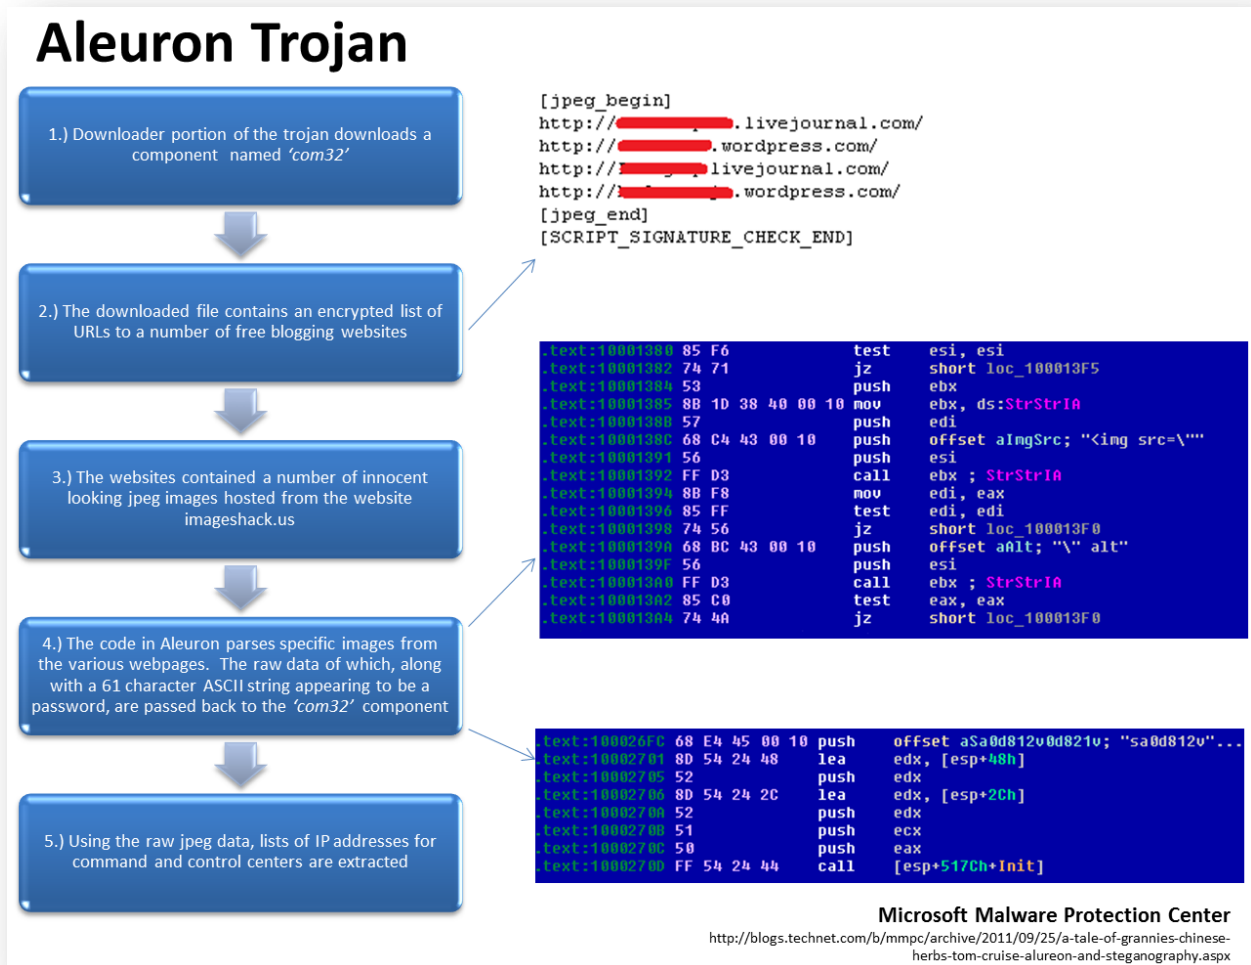 Aleuron Trojan
1.) Downloader portion of the trojan downloads a
component named 'com32'
2.) The downloaded file contains an encrypted list of
URLs to a number of free blogging websites
3.) The websites contained a number of innocent
looking jpeg images hosted from the website
imageshack.us
4.) The code in Aleuron parses specific images from
the various webpages. The raw data of which, along
with a 61 character ASCII string appearing to be a
password, are passed back to the 'com32' component
5.) Using the raw jpeg data, lists of IP addresses for
command and control centers are extracted
[jpeg_begin]
http:// .livejournal.com/
http:// .wordpress.com/
http:// livejournal.com/
http:// .wordpress.com/
[jpeg_end]
[SCRIPT_SIGNATURE_CHECK_END]
.text:10001380 85 F6 test esi, esi
.text:10001382 74 71 jz short loc_100013F5
.text:10001384 53 push ebx
.text:10001385 8B 1D 38 40 00 10 mov ebx, ds:StrStrIA
.text:1000138B 57 push edi
.text:1000138C 68 C4 43 00 10 push offset aImgSrc; "<img src=\""
.text:10001391 56 push esi
.text:10001392 FF D3 call ebx ; StrStrIA
.text:10001394 8B F8 mov edi, eax
.text:10001396 85 FF test edi, edi
.text:10001398 74 56 jz short loc_100013F0
.text:1000139A 68 BC 43 00 10 push offset aAlt; "\" alt"
.text:1000139F 56 push esi
.text:100013A0 FF D3 call ebx ; StrStrIA
.text:100013A2 85 C0 test eax, eax
.text:100013A4 74 4A jz short loc_100013F0
.text:100026FC 68 E4 45 00 10 push offset aSa0d812v0d821v; "sa0d812v"...
.text:10002701 8D 54 24 48 lea edx, [esp+48h]
.text:10002705 52 push edx
.text:10002706 8D 54 24 2C lea edx, [esp+2Ch]
.text:1000270A 52 push edx
.text:1000270B 51 push ecx
.text:1000270C 50 push eax
.text:1000270D FF 54 24 44 call [esp+517Ch+Init]
Microsoft Malware Protection Center
http://blogs.technet.com/b/mmpc/archive/2011/09/25/a-tale-of-grannies-chinese-
herbs-tom-cruise-alureon-and-steganography.aspx